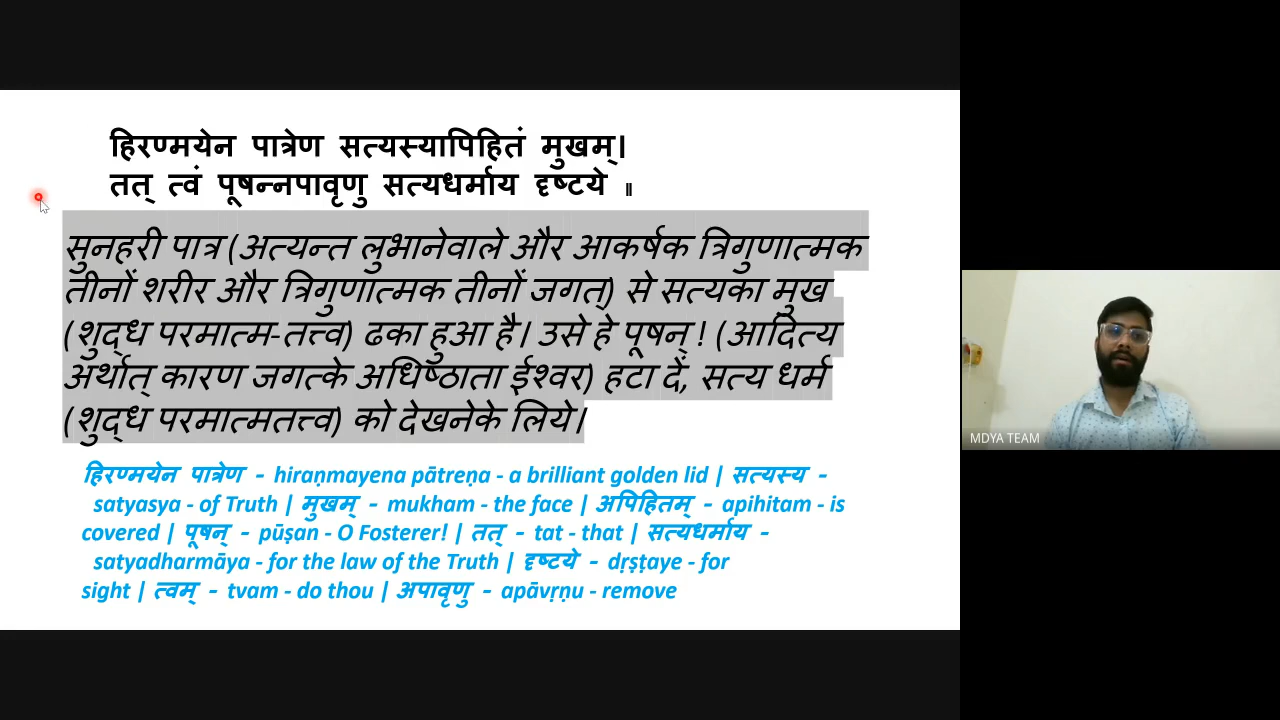 हिरण्मयेन पात्रेण सत्यस्यापिहितं मुखम्।
तत् त्वं पूषन्नपावृणु सत्यधर्माय दृष्टये ॥
सुनहरी पात्र (अत्यन्त लुभानेवाले और आकर्षक त्रिगुणात्मक
तीनों शरीर और त्रिगुणात्मक तीनों जगत्) से सत्यका मुख
(शुद्ध परमात्म-तत्त्व) ढका हुआ है। उसे हे पूषन् ! (आदित्य
अर्थात् कारण जगत्के अधिष्ठाता ईश्वर) हटा दें, सत्य धर्म
(शुद्ध परमात्मतत्त्व) को देखनेके लिये।
हिरण्मयेन पात्रेण - hiraṇmayena pātreṇa - a brilliant golden lid | सत्यस्य -
satyasya - of Truth | मुखम् - mukham - the face | अपिहितम् - apihitam - is
covered | पूषन् - pūṣan - O Fosterer! | तत् - tat - that | सत्यधर्माय -
satyadharmāya - for the law of the Truth | दृष्टये - dṛṣṭaye - for
sight | त्वम् - tvam - do thou | अपावृणु - apāvṛṇu - remove
MDYA TEAM